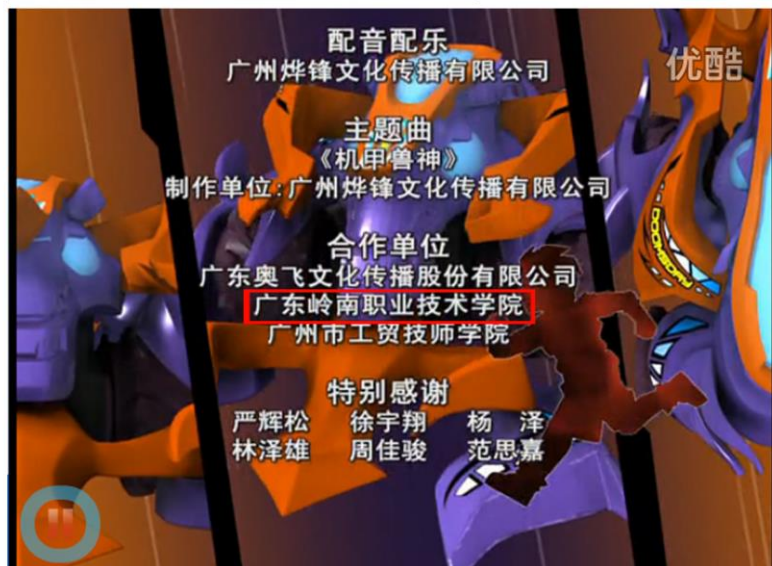 配音配乐
优酷
广州烨锋文化传播有限公司
主题曲
《机甲兽神》
制作单位:广州烨锋文化传播有限公司
合作单位
广东奥飞文化传播股份有限公司
广东岭南职业技术学院
广州市工贸技师学院
特别感谢
严辉松 徐宇翔 杨 泽
林泽雄 周佳骏 范思嘉
DOOMSDAY